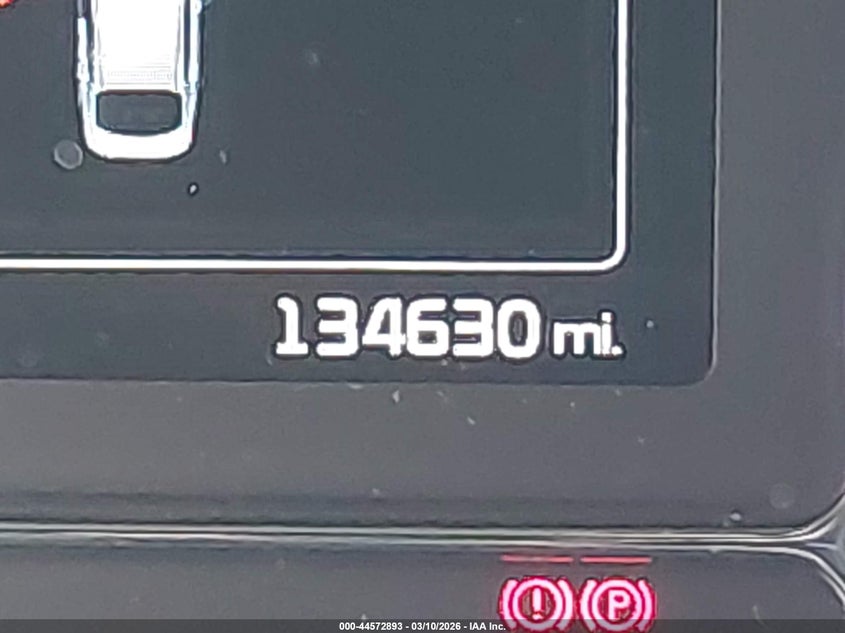 134630 mi.
(!) (P)
000-44572893 - 03/10/2026 - IAA Inc.